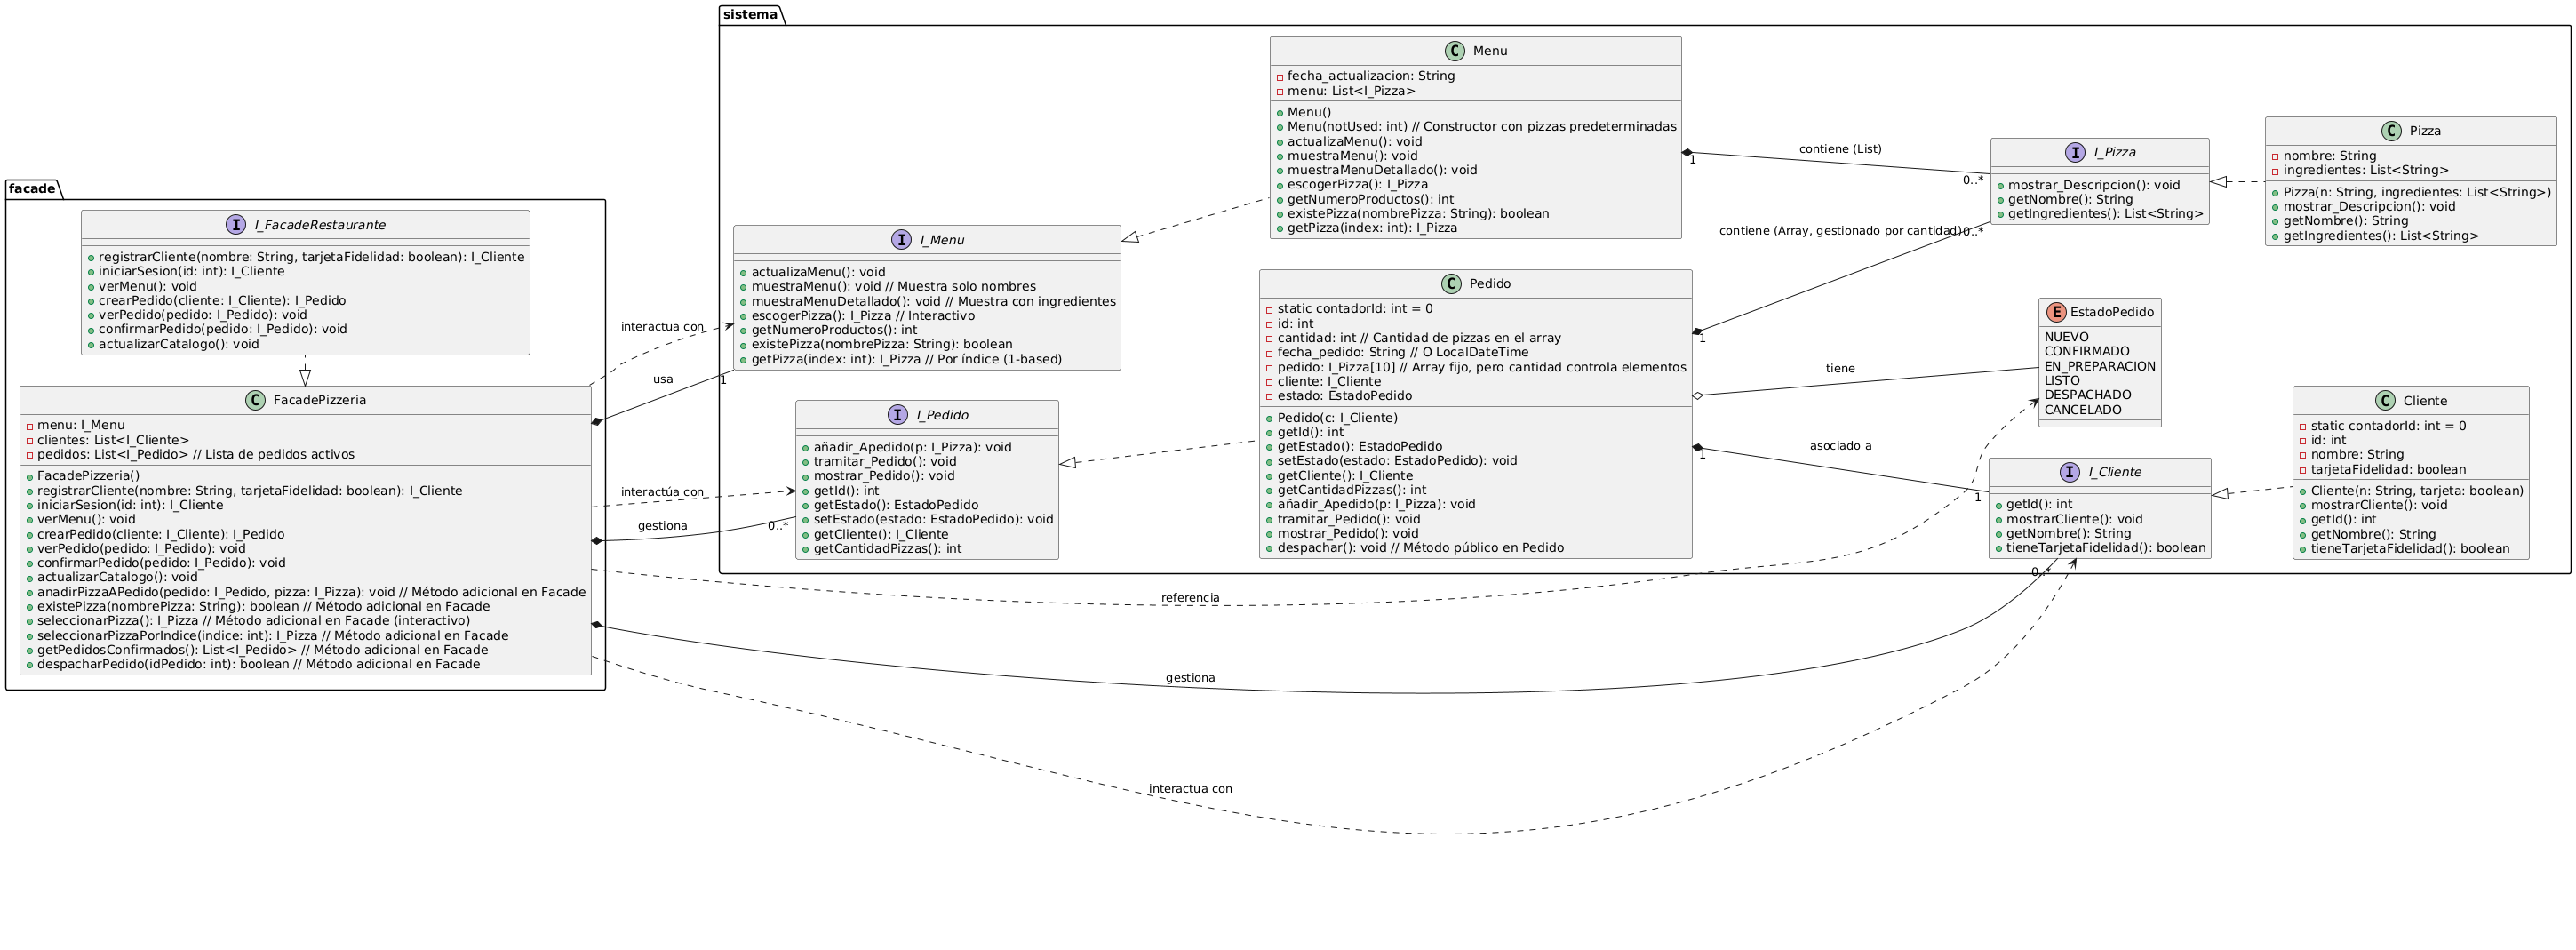 facade
I_FacadeRestaurante
registrarCliente(nombre: String, tarjetaFidelidad: boolean): I_Cliente
iniciarSesion(id: int): I_Cliente
verMenu(): void
crearPedido(cliente: I_Cliente): I_Pedido
verPedido(pedido: I_Pedido): void
confirmarPedido(pedido: I_Pedido): void
actualizarCatalogo(): void
FacadePizzeria
menu: I_Menu
clientes: List<I_Cliente>
pedidos: List<I_Pedido> // Lista de pedidos activos
FacadePizzeria()
registrarCliente(nombre: String, tarjetaFidelidad: boolean): I_Cliente
iniciarSesion(id: int): I_Cliente
verMenu(): void
crearPedido(cliente: I_Cliente): I_Pedido
verPedido(pedido: I_Pedido): void
confirmarPedido(pedido: I_Pedido): void
actualizarCatalogo(): void
anadirPizzaAPedido(pedido: I_Pedido, pizza: I_Pizza): void // Método adicional en Facade
existePizza(nombrePizza: String): boolean // Método adicional en Facade
seleccionarPizza(): I_Pizza // Método adicional en Facade (interactivo)
seleccionarPizzaPorIndice(indice: int): I_Pizza // Método adicional en Facade
getPedidosConfirmados(): List<I_Pedido> // Método adicional en Facade
despacharPedido(idPedido: int): boolean // Método adicional en Facade
interactua con
usa
1
interactúa con
gestiona
0..*
referencia
gestiona
0..*
interactua con
sistema
I_Menu
actualizaMenu(): void
muestraMenu(): void // Muestra solo nombres
muestraMenuDetallado(): void // Muestra con ingredientes
escogerPizza(): I_Pizza // Interactivo
getNumeroProductos(): int
existePizza(nombrePizza: String): boolean
getPizza(index: int): I_Pizza // Por índice (1-based)
I_Pedido
añadir_Apedido(p: I_Pizza): void
tramitar_Pedido(): void
mostrar_Pedido(): void
getId(): int
getEstado(): EstadoPedido
setEstado(estado: EstadoPedido): void
getCliente(): I_Cliente
getCantidadPizzas(): int
Menu
fecha_actualizacion: String
menu: List<I_Pizza>
Menu()
Menu(notUsed: int) // Constructor con pizzas predeterminadas
actualizaMenu(): void
muestraMenu(): void
muestraMenuDetallado(): void
escogerPizza(): I_Pizza
getNumeroProductos(): int
existePizza(nombrePizza: String): boolean
getPizza(index: int): I_Pizza
Pedido
static contadorId: int = 0
id: int
cantidad: int // Cantidad de pizzas en el array
fecha_pedido: String // O LocalDateTime
pedido: I_Pizza[10] // Array fijo, pero cantidad controla elementos
cliente: I_Cliente
estado: EstadoPedido
Pedido(c: I_Cliente)
getId(): int
getEstado(): EstadoPedido
setEstado(estado: EstadoPedido): void
getCliente(): I_Cliente
getCantidadPizzas(): int
añadir_Apedido(p: I_Pizza): void
tramitar_Pedido(): void
mostrar_Pedido(): void
despachar(): void // Método público en Pedido
contiene (List)
1
0..*
contiene (Array, gestionado por cantidad)
1
0..*
tiene
asociado a
1
1
I_Pizza
mostrar_Descripcion(): void
getNombre(): String
getIngredientes(): List<String>
EstadoPedido
NUEVO
CONFIRMADO
EN_PREPARACION
LISTO
DESPACHADO
CANCELADO
I_Cliente
getId(): int
mostrarCliente(): void
getNombre(): String
tieneTarjetaFidelidad(): boolean
Pizza
nombre: String
ingredientes: List<String>
Pizza(n: String, ingredientes: List<String>)
mostrar_Descripcion(): void
getNombre(): String
getIngredientes(): List<String>
Cliente
static contadorId: int = 0
id: int
nombre: String
tarjetaFidelidad: boolean
Cliente(n: String, tarjeta: boolean)
mostrarCliente(): void
getId(): int
getNombre(): String
tieneTarjetaFidelidad(): boolean